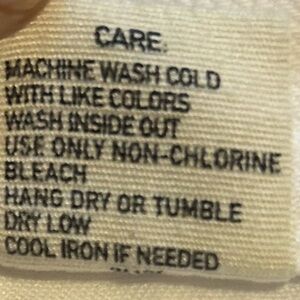 CARE:
MACHINE WASH COLD
WITH LIKE COLORS
WASH INSIDE OUT
USE ONLY NON-CHLORINE
BLEACH
HANG DRY OR TUMBLE
DRY LOW
COOL IRON IF NEEDED